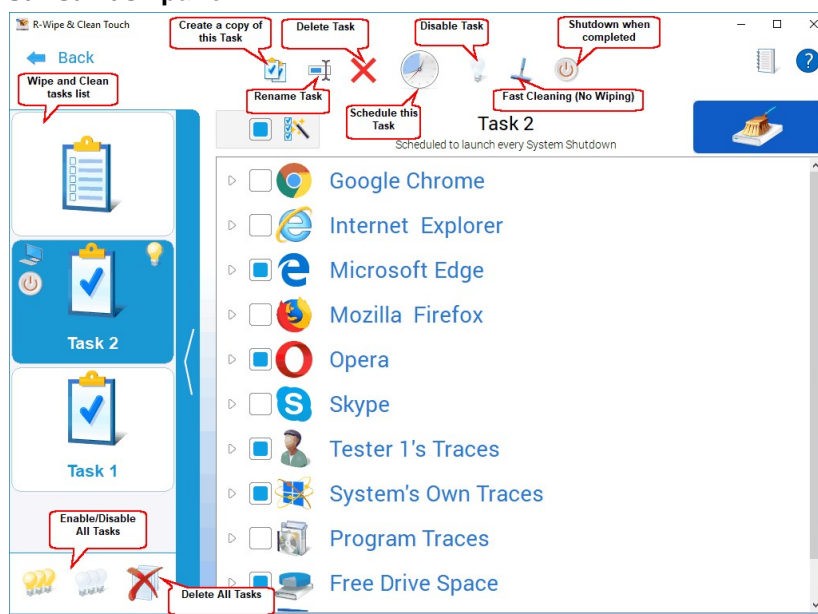 R-Wipe & Clean Touch
Create a copy of
this Task
Delete Task
Disable Task
Shutdown when
completed
Back
Wipe and Clean
tasks list
Rename Task
Schedule this
Task
Fast Cleaning (No Wiping)
Task 2
Scheduled to launch every System Shutdown
Google Chrome
Internet Explorer
Microsoft Edge
Mozilla Firefox
Opera
Skype
Tester 1's Traces
System's Own Traces
Program Traces
Free Drive Space
Task 2
Task 1
Enable/Disable
All Tasks
Delete All Tasks